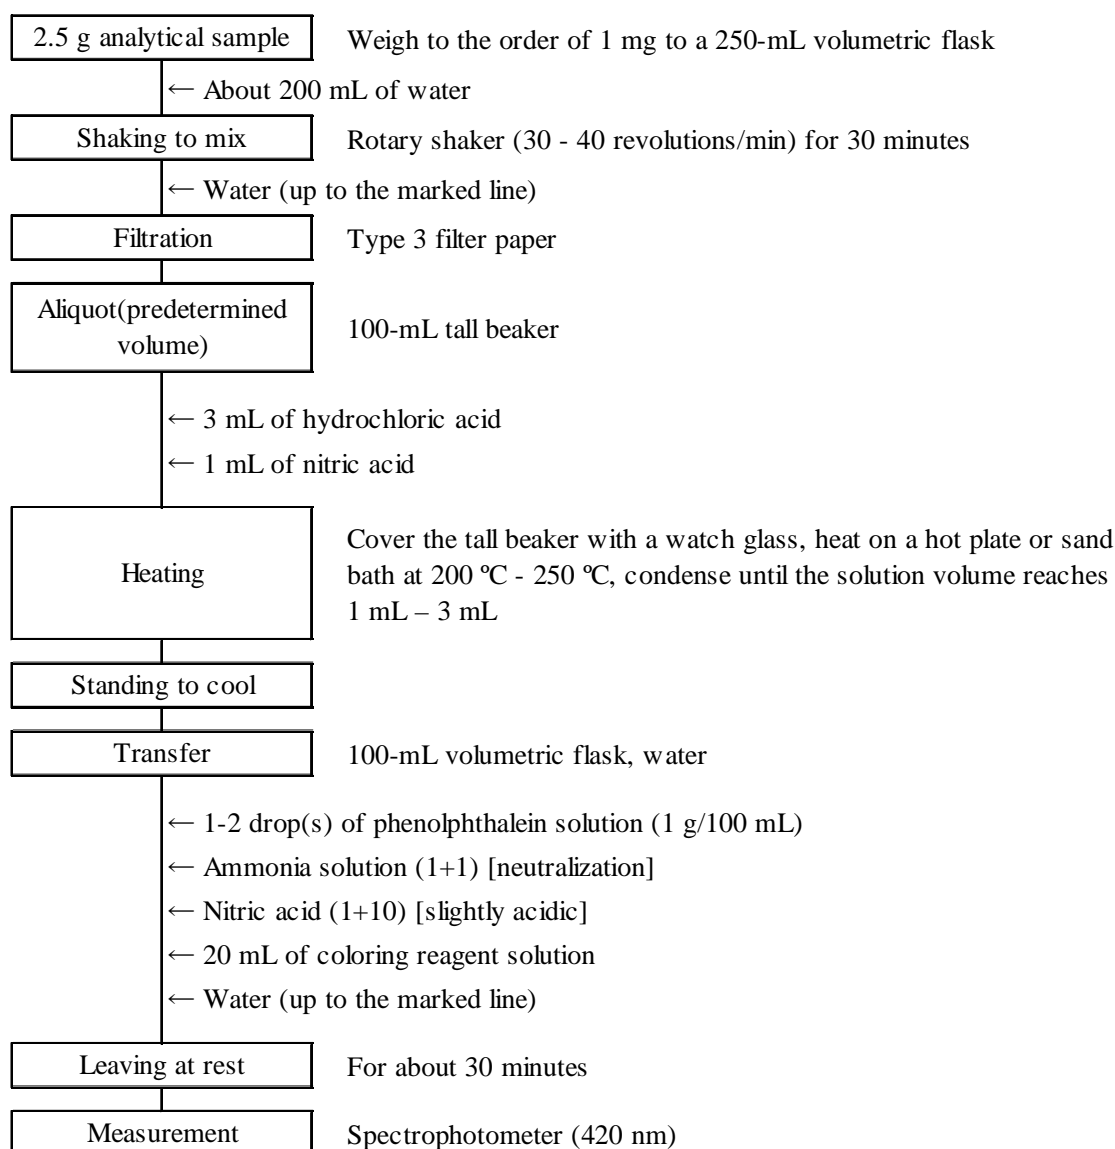 2.5 g analytical sample
Weigh to the order of 1 mg to a 250-mL volumetric flask
← About 200 mL of water
Shaking to mix
Rotary shaker (30 - 40 revolutions/min) for 30 minutes
← Water (up to the marked line)
Filtration
Type 3 filter paper
Aliquot(predetermined
volume)
100-mL tall beaker
← 3 mL of hydrochloric acid
← 1 mL of nitric acid
Heating
Cover the tall beaker with a watch glass, heat on a hot plate or sand
bath at 200 ºC - 250 ºC, condense until the solution volume reaches
1 mL – 3 mL
Standing to cool
Transfer
100-mL volumetric flask, water
← 1-2 drop(s) of phenolphthalein solution (1 g/100 mL)
← Ammonia solution (1+1) [neutralization]
← Nitric acid (1+10) [slightly acidic]
← 20 mL of coloring reagent solution
← Water (up to the marked line)
Leaving at rest
For about 30 minutes
Measurement
Spectrophotometer (420 nm)